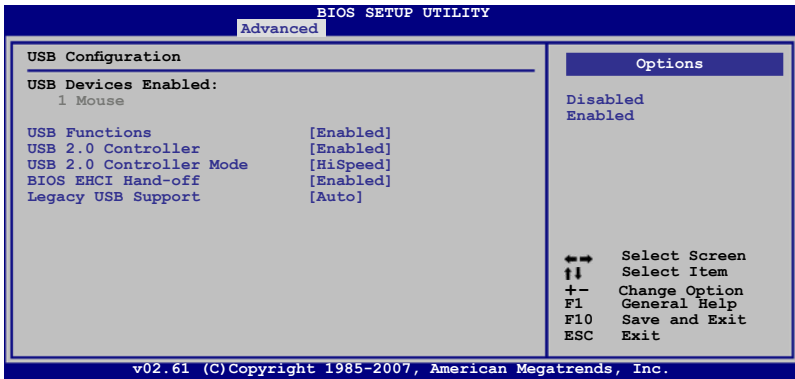 BIOS SETUP UTILITY
Advanced
USB Configuration
USB Devices Enabled:
1 Mouse
USB Functions [Enabled]
USB 2.0 Controller [Enabled]
USB 2.0 Controller Mode [HiSpeed]
BIOS EHCI Hand-off [Enabled]
Legacy USB Support [Auto]
Options
Disabled
Enabled
←→ Select Screen
↑↓ Select Item
+- Change Option
F1 General Help
F10 Save and Exit
ESC Exit
v02.61 (C)Copyright 1985-2007, American Megatrends, Inc.